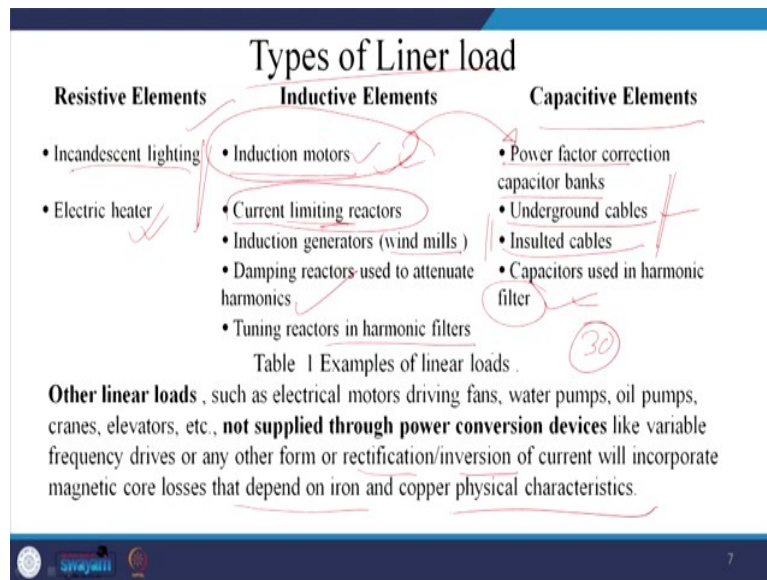 Types of Liner load
Resistive Elements Inductive Elements Capacitive Elements
• Incandescent lighting
• Electric heater
• Induction motors
• Current limiting reactors
• Induction generators (wind mills )
• Damping reactors used to attenuate
harmonics
• Tuning reactors in harmonic filters
• Power factor correction
capacitor banks
• Underground cables
• Insulted cables
• Capacitors used in harmonic
filter
30
Table 1 Examples of linear loads .
Other linear loads , such as electrical motors driving fans, water pumps, oil pumps,
cranes, elevators, etc., not supplied through power conversion devices like variable
frequency drives or any other form or rectification/inversion of current will incorporate
magnetic core losses that depend on iron and copper physical characteristics.
swayam
7